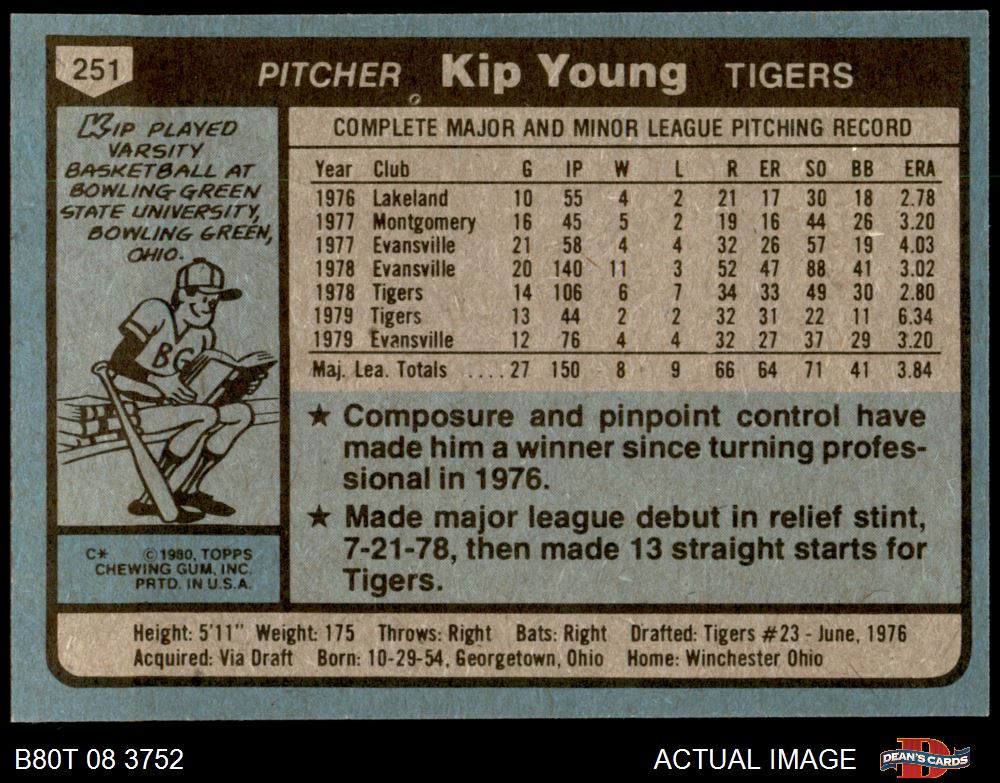 251
PITCHER Kip Young TIGERS
KIP PLAYED
VARSITY
BASKETBALL AT
BOWLING GREEN
STATE UNIVERSITY,
BOWLING GREEN,
OHIO.
BG
C* ©1980, TOPPS
CHEWING GUM, INC.
PRTD. IN U.S.A.
COMPLETE MAJOR AND MINOR LEAGUE PITCHING RECORD
Year Club G IP W L R ER SO BB ERA
1976 Lakeland 10 55 4 2 21 17 30 18 2.78
1977 Montgomery 16 45 5 2 19 16 44 26 3.20
1977 Evansville 21 58 4 4 32 26 57 19 4.03
1978 Evansville 20 140 11 3 52 47 88 41 3.02
1978 Tigers 14 106 6 7 34 33 49 30 2.80
1979 Tigers 13 44 2 2 32 31 22 11 6.34
1979 Evansville 12 76 4 4 32 27 37 29 3.20
Maj. Lea. Totals ....27 150 8 9 66 64 71 41 3.84
★ Composure and pinpoint control have
made him a winner since turning profes-
sional in 1976.
★ Made major league debut in relief stint,
7-21-78, then made 13 straight starts for
Tigers.
Height: 5'11" Weight: 175 Throws: Right Bats: Right Drafted: Tigers #23 - June, 1976
Acquired: Via Draft Born: 10-29-54, Georgetown, Ohio Home: Winchester Ohio
B80T 08 3752 ACTUAL IMAGE DEAN'S CARDS